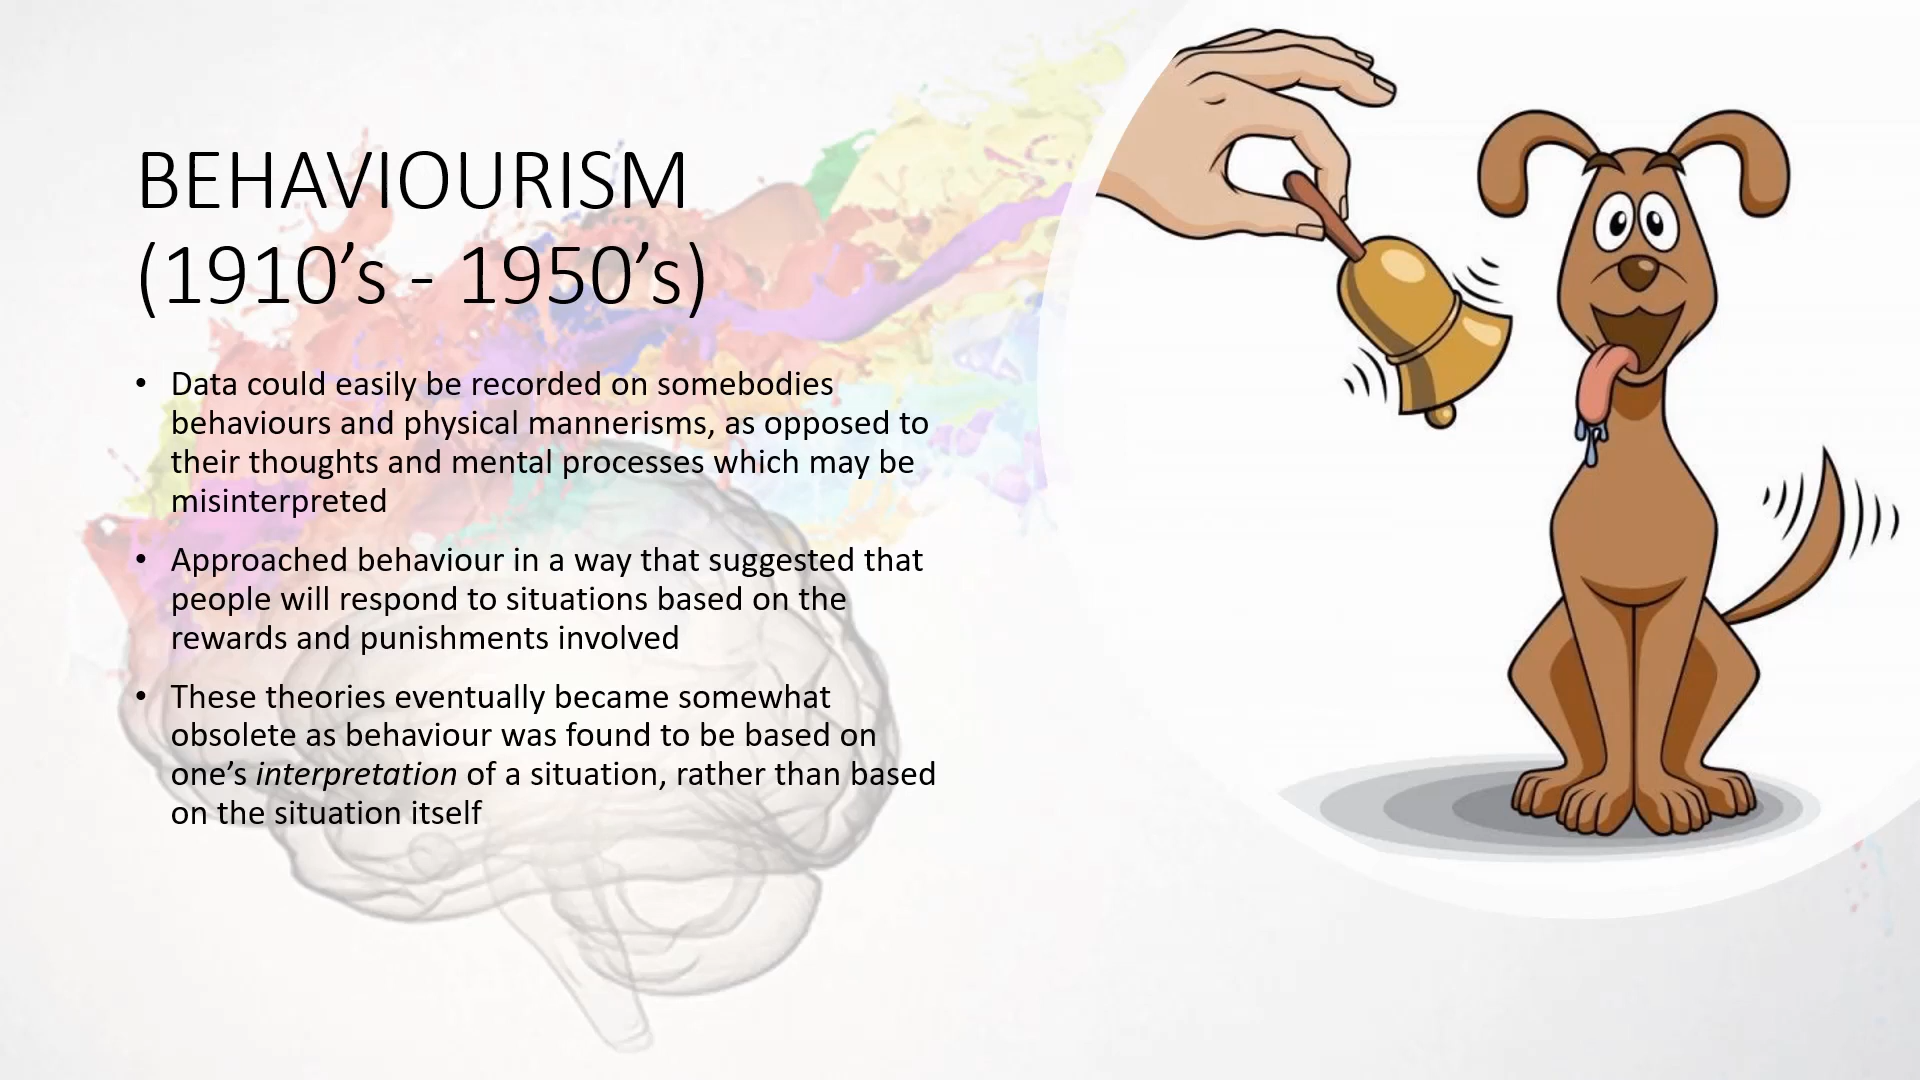 BEHAVIOURISM
(1910’s - 1950’s)
• Data could easily be recorded on somebodies
behaviours and physical mannerisms, as opposed to
their thoughts and mental processes which may be
misinterpreted
• Approached behaviour in a way that suggested that
people will respond to situations based on the
rewards and punishments involved
• These theories eventually became somewhat
obsolete as behaviour was found to be based on
one’s interpretation of a situation, rather than based
on the situation itself